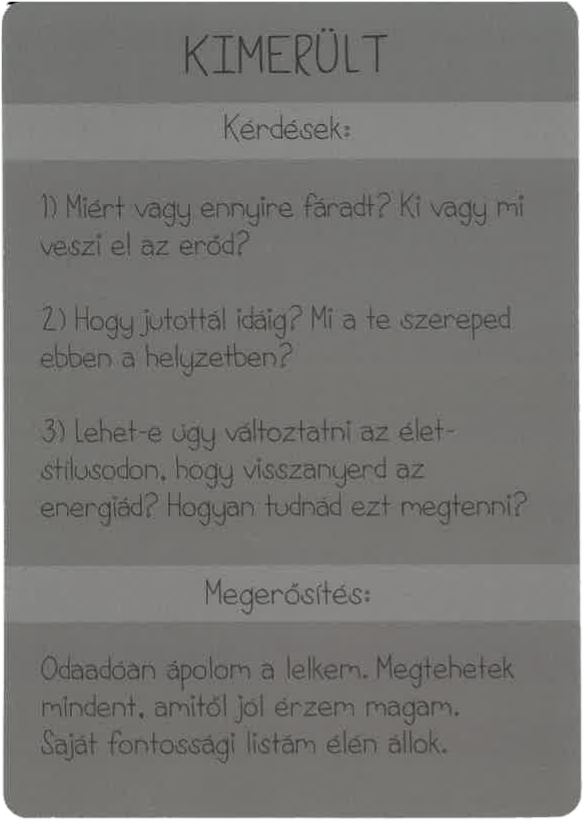 KIMERÜLT
Kérdések:
1) Miért vagy ennyire fáradt? Ki vagy mi
veszi el az erőd?
2) Hogy jutottál idáig? Mi a te szereped
ebben a helyzetben?
3) Lehet-e úgy változtatni az élet-
stílusodon, hogy visszanyerd az
energiád? Hogyan tudnád ezt megtenni?
Megerősítés:
Odaadóan ápolom a lelkem. Megtehetek
mindent, amitől jól érzem magam.
Saját fontossági listám élén állok.